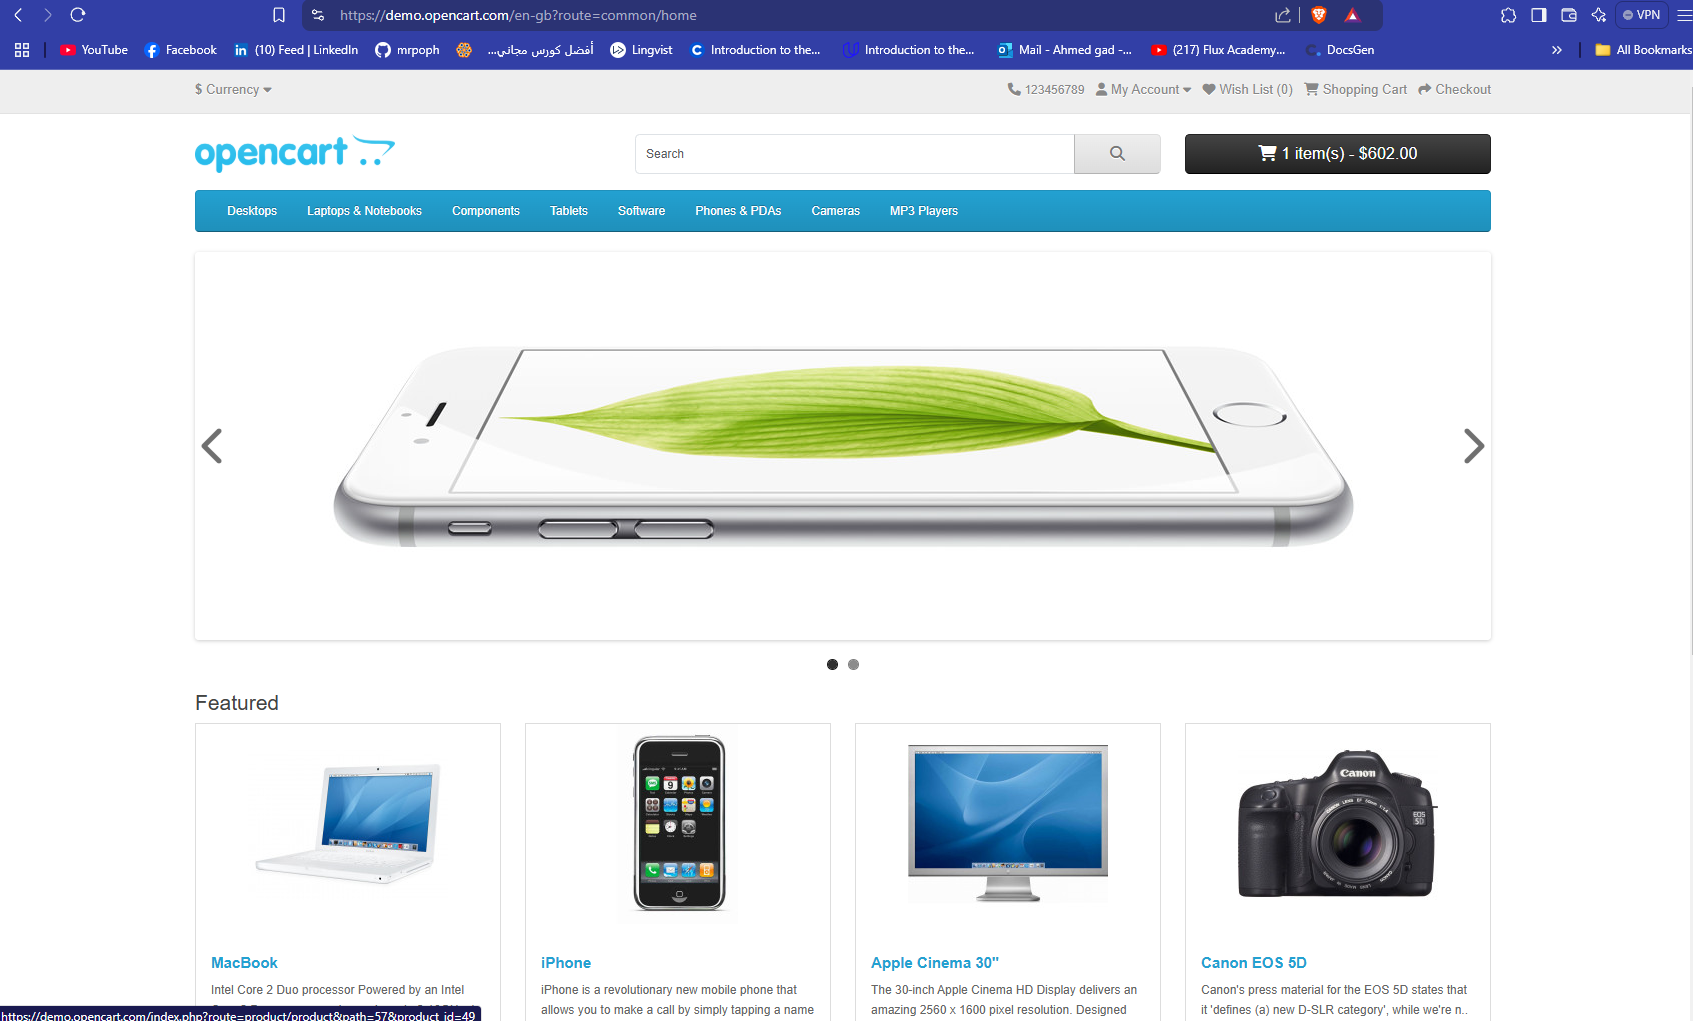 https://demo.opencart.com/en-gb?route=common/home
VPN
YouTube
Facebook
(10) Feed | LinkedIn
mrpoph
أفضل كورس مجاني...
Lingvist
Introduction to the...
Introduction to the...
Mail - Ahmed gad -...
(217) Flux Academy...
DocsGen
All Bookmarks
$ Currency
123456789
My Account
Wish List (0)
Shopping Cart
Checkout
opencart
Search
1 item(s) - $602.00
Desktops
Laptops & Notebooks
Components
Tablets
Software
Phones & PDAs
Cameras
MP3 Players
Featured
Canon
EOS
5D
MacBook
Intel Core 2 Duo processor Powered by an Intel
iPhone
iPhone is a revolutionary new mobile phone that
allows you to make a call by simply tapping a name
Apple Cinema 30"
The 30-inch Apple Cinema HD Display delivers an
amazing 2560 x 1600 pixel resolution. Designed
Canon EOS 5D
Canon's press material for the EOS 5D states that
it 'defines (a) new D-SLR category', while we're n..
https://demo.opencart.com/index.php?route=product/product&path=57&product_id=49